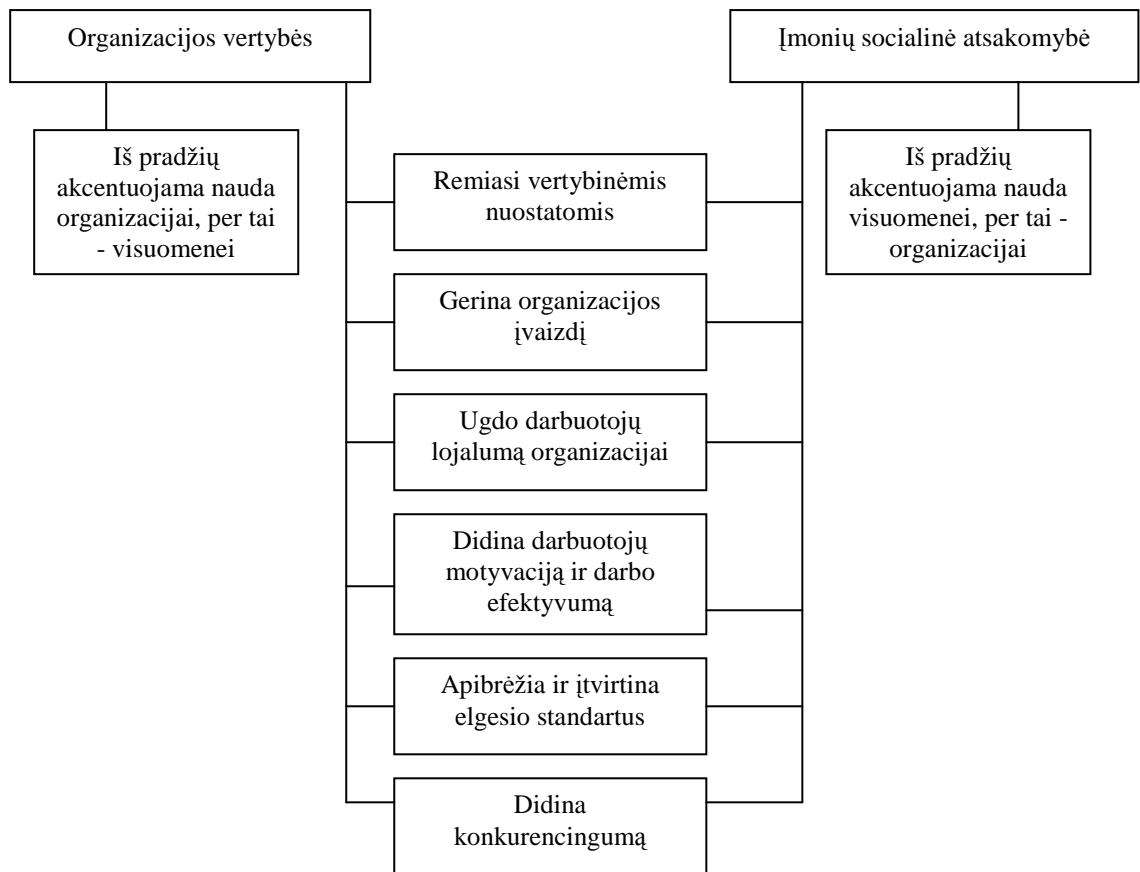 Organizacijos vertybės
Įmonių socialinė atsakomybė
Iš pradžių
akcentuojama nauda
organizacijai, per tai
- visuomenei
Iš pradžių
akcentuojama nauda
visuomenei, per tai -
organizacijai
Remiasi vertybinėmis
nuostatomis
Gerina organizacijos
įvaizdį
Ugdo darbuotojų
lojalumą organizacijai
Didina darbuotojų
motyvaciją ir darbo
efektyvumą
Apibrėžia ir įtvirtina
elgesio standartus
Didina
konkurencingumą